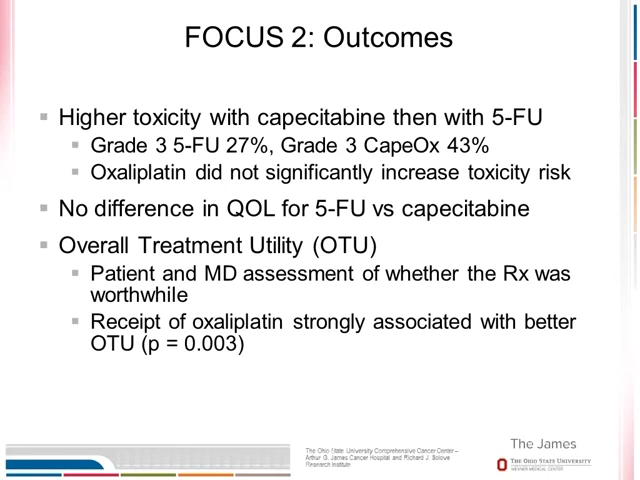 FOCUS 2: Outcomes
Higher toxicity with capecitabine then with 5-FU
Grade 3 5-FU 27%, Grade 3 CapeOx 43%
Oxaliplatin did not significantly increase toxicity risk
No difference in QOL for 5-FU vs capecitabine
Overall Treatment Utility (OTU)
Patient and MD assessment of whether the Rx was
worthwhile
Receipt of oxaliplatin strongly associated with better
OTU (p = 0.003)
The Ohio State University Comprehensive Cancer Center –
Arthur G. James Cancer Hospital and Richard J. Solove
Research Institute
The James
THE OHIO STATE UNIVERSITY
WEXNER MEDICAL CENTER